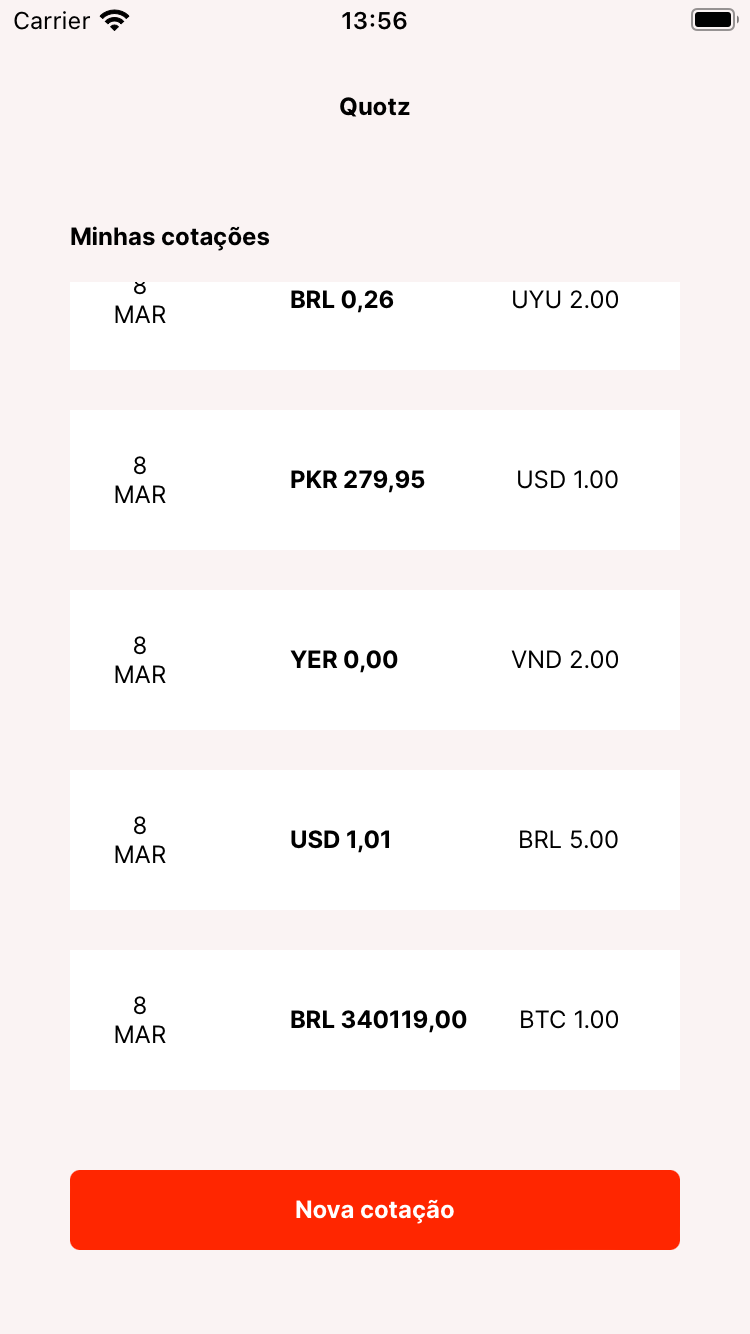 Carrier 13:56
Quotz
Minhas cotações
8
MAR
BRL 0,26
UYU 2.00
8
MAR
PKR 279,95
USD 1.00
8
MAR
YER 0,00
VND 2.00
8
MAR
USD 1,01
BRL 5.00
8
MAR
BRL 340119,00
BTC 1.00
Nova cotação